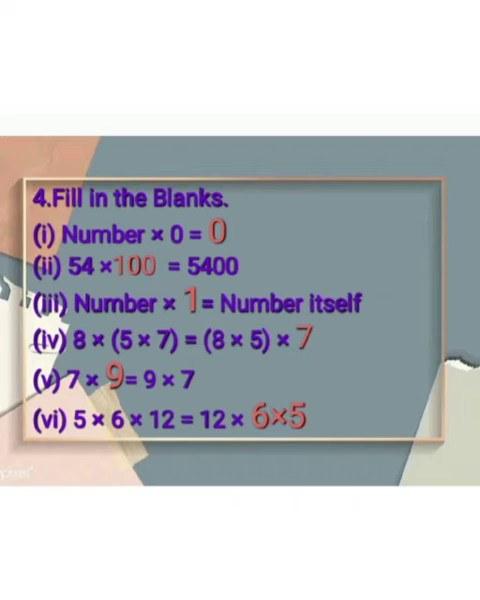 4.Fill in the Blanks.
(i) Number × 0 = 0
(ii) 54 ×100 = 5400
(iii) Number × 1 = Number itself
(iv) 8 × (5 × 7) = (8 × 5) × 7
(v) 7 × 9 = 9 × 7
(vi) 5 × 6 × 12 = 12 × 6×5